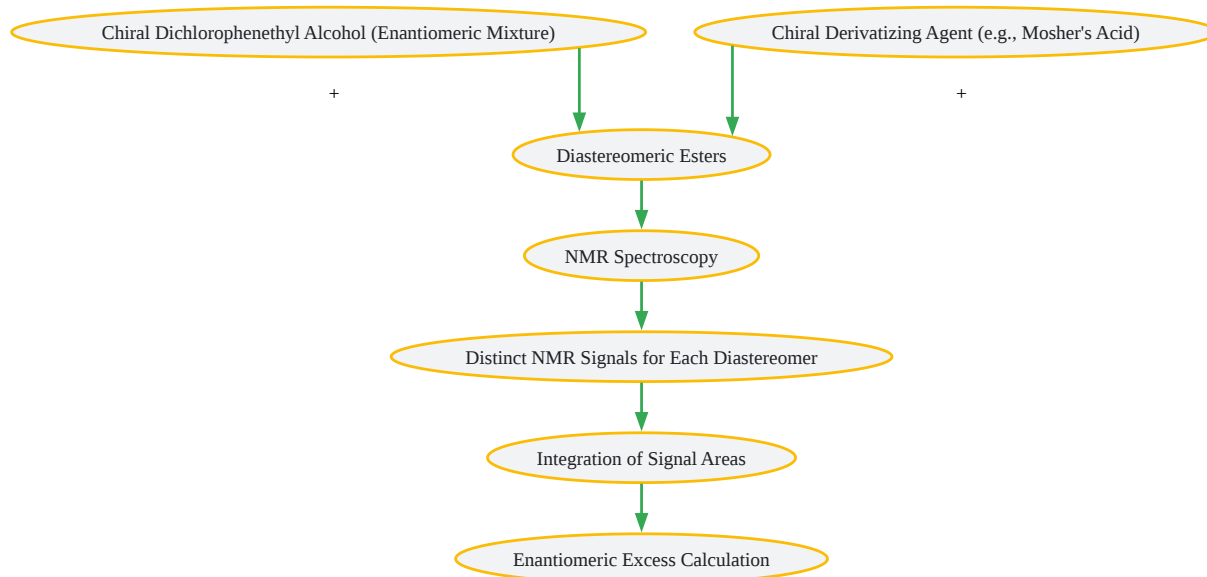 Chiral Dichlorophenethyl Alcohol (Enantiomeric Mixture)
Chiral Derivatizing Agent (e.g., Mosher's Acid)
+
+
Diastereomeric Esters
NMR Spectroscopy
Distinct NMR Signals for Each Diastereomer
Integration of Signal Areas
Enantiomeric Excess Calculation